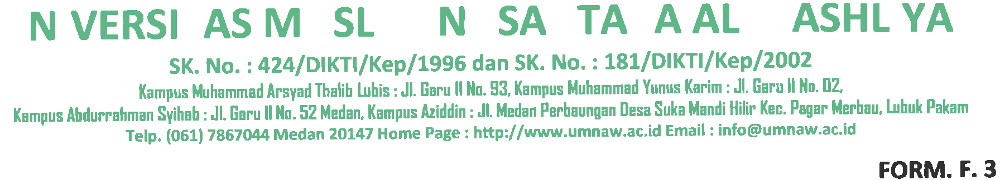 N VERSI AS M SL N SA TA A AL ASHL YA
SK. No. : 424/DIKTI/Kep/1996 dan SK. No. : 181/DIKTI/Kep/2002
Kampus Muhammad Arsyad Thalib Lubis : Jl. Garu II No. 93, Kampus Muhammad Yunus Karim : Jl. Garu II No. 02,
Kampus Abdurrahman Syihab : Jl. Garu II No. 52 Medan, Kampus Aziddin : Jl. Medan Perbaungan Desa Suka Mandi Hilir Kec. Pagar Merbau, Lubuk Pakam
Telp. (061) 7867044 Medan 20147 Home Page : http://www.umnaw.ac.id Email : info@umnaw.ac.id
FORM. F. 3